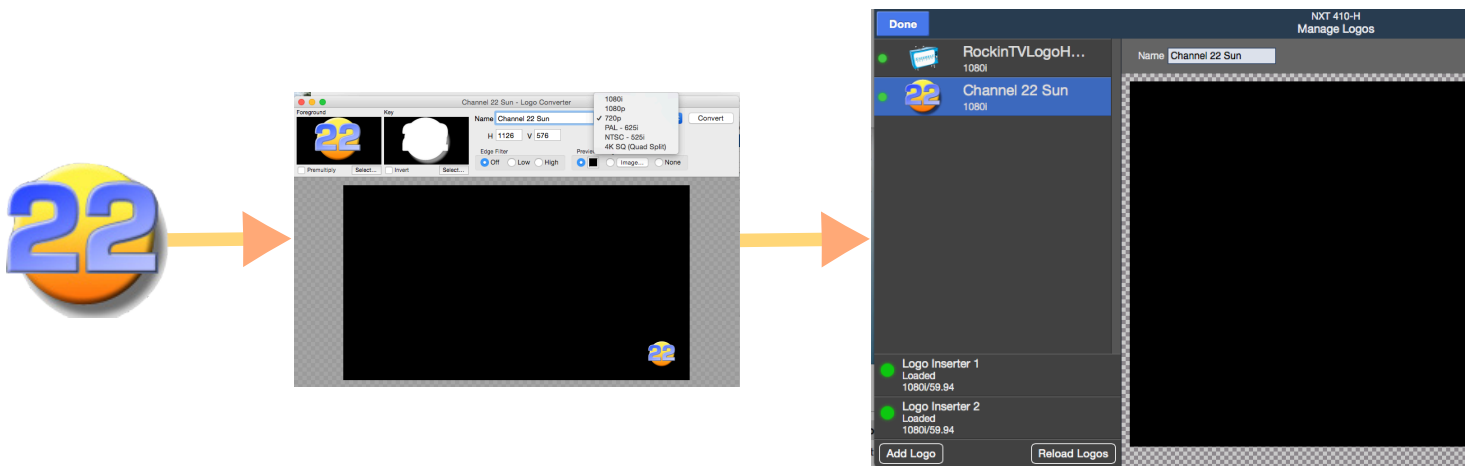 22
Channel 22 Sun - Logo Converter
Foreground
22
Premultiply Select...
Key
Invert Select...
Name Channel 22 Sun
H 1126 V 576
1080i
1080p
✓ 720p
PAL - 625i
NTSC - 525i
4K SQ (Quad Split)
Convert
Edge Filter
Off Low High
Image... None
22
Done
NXT 410-H
Manage Logos
RockinTVLogoH...
1080i
22
Channel 22 Sun
1080i
Name Channel 22 Sun
Logo Inserter 1
Loaded
1080i/59.94
Logo Inserter 2
Loaded
1080i/59.94
Add Logo Reload Logos